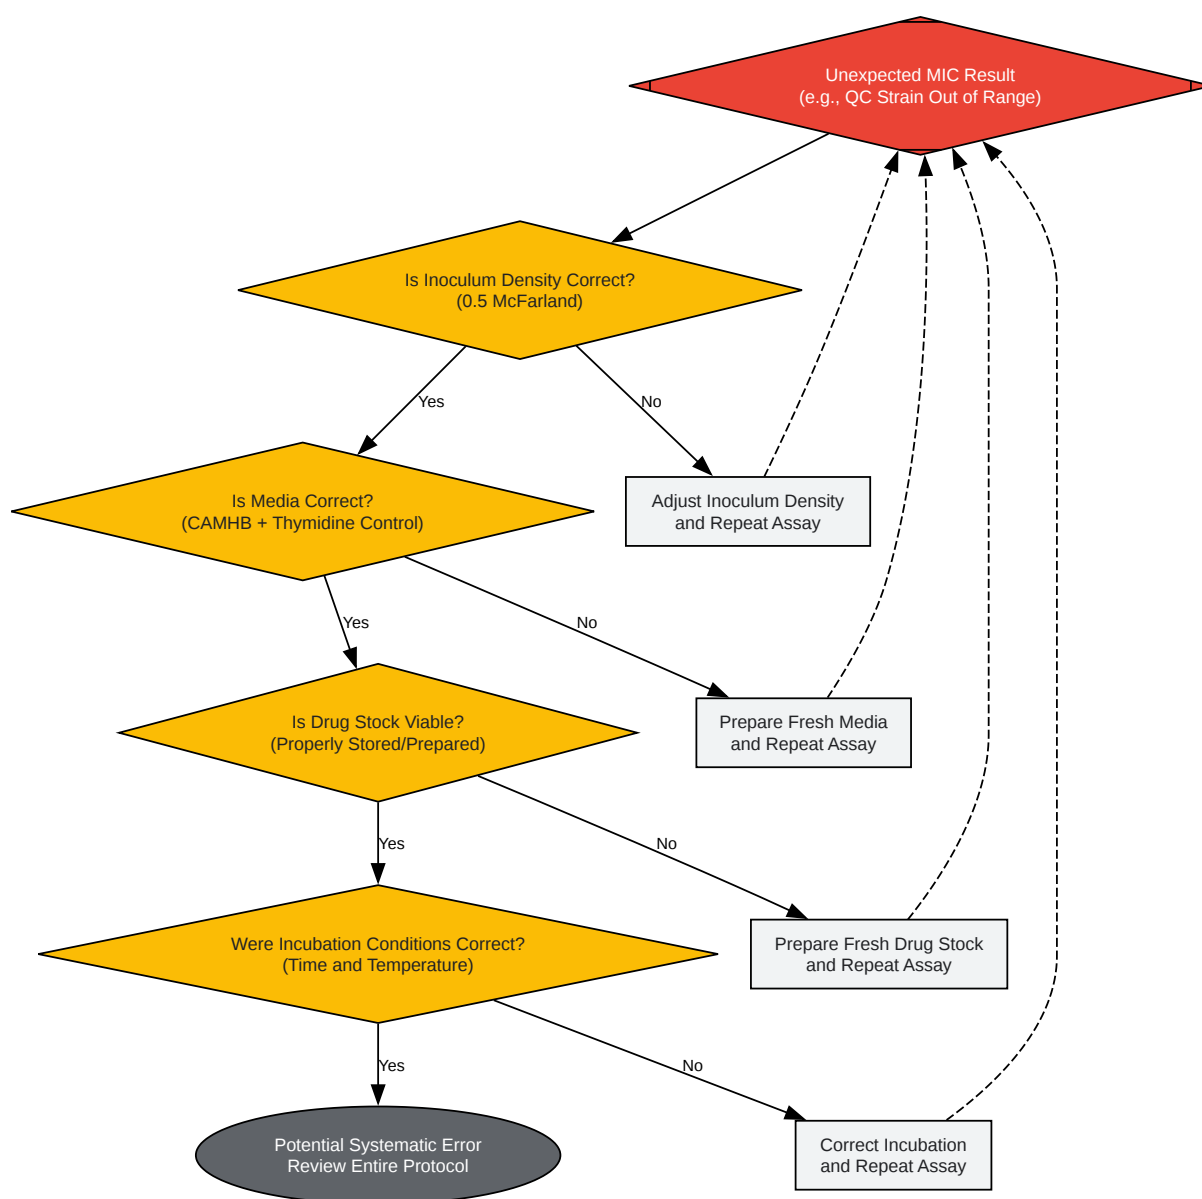 Unexpected MIC Result
(e.g., QC Strain Out of Range)
Is Inoculum Density Correct?
(0.5 McFarland)
Yes
No
Is Media Correct?
(CAMHB + Thymidine Control)
Adjust Inoculum Density
and Repeat Assay
Yes
No
Is Drug Stock Viable?
(Properly Stored/Prepared)
Prepare Fresh Media
and Repeat Assay
Yes
No
Were Incubation Conditions Correct?
(Time and Temperature)
Prepare Fresh Drug Stock
and Repeat Assay
Yes
No
Potential Systematic Error
Review Entire Protocol
Correct Incubation
and Repeat Assay